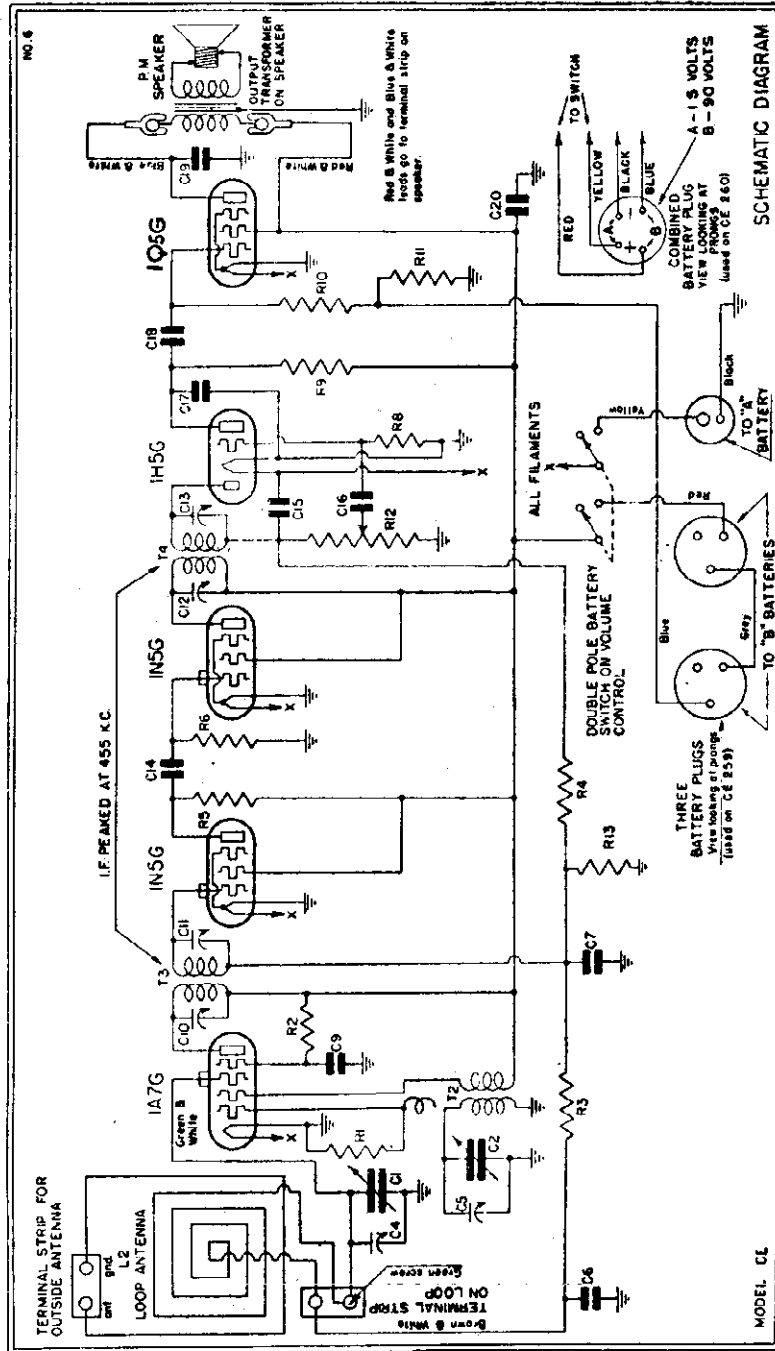 NO. 6
TERMINAL STRIP FOR
OUTSIDE ANTENNA
ant
gnd.
L2
LOOP ANTENNA
Green & White
TERMINAL STRIP
ON LOOP
Brown & White
Green screw
C4
C1
C6
1A7G
X
R1
R2
C9
T2
C5
C2
R3
C10
T3
C11
I.F. PEAKED AT 455 K.C.
1N5G
X
R5
C14
R6
C7
R13
R4
1N5G
X
C12
T4
C13
1H5G
X
C15
C16
R12
R8
C17
R9
C18
R10
R11
1Q5G
X
C19
C20
Blue & White
Red & White
P.M.
SPEAKER
OUTPUT
TRANSFORMER
ON SPEAKER
Red & White and Blue & White
leads go to terminal strip on
speaker.
ALL FILAMENTS
X
DOUBLE POLE BATTERY
SWITCH ON VOLUME
CONTROL
Yellow
Red
Blue
Grey
Black
THREE
BATTERY PLUGS
View looking at prongs
(used on CE 259)
TO "B" BATTERIES
TO "A"
BATTERY
TO SWITCH
RED
YELLOW
BLACK
BLUE
A
+
-
B
COMBINED
BATTERY PLUG
VIEW LOOKING AT
PRONGS
(used on CE 260)
A - 1.5 VOLTS
B - 90 VOLTS
MODEL CE
SCHEMATIC DIAGRAM